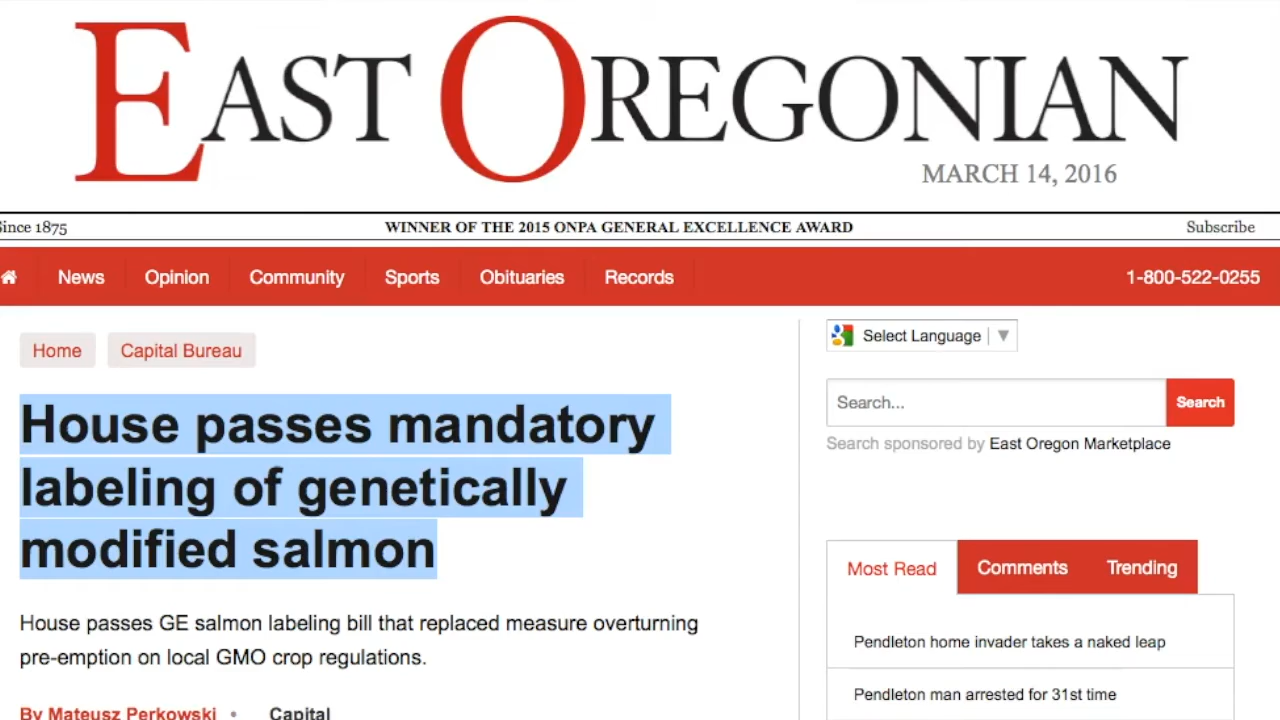 EAST OREGONIAN
MARCH 14, 2016
Since 1875
WINNER OF THE 2015 ONPA GENERAL EXCELLENCE AWARD
Subscribe
News Opinion Community Sports Obituaries Records 1-800-522-0255
Home Capital Bureau
House passes mandatory
labeling of genetically
modified salmon
House passes GE salmon labeling bill that replaced measure overturning
pre-emption on local GMO crop regulations.
By Mateusz Perkowski • Capital
Select Language ▼
Search... Search
Search sponsored by East Oregon Marketplace
Most Read Comments Trending
Pendleton home invader takes a naked leap
Pendleton man arrested for 31st time